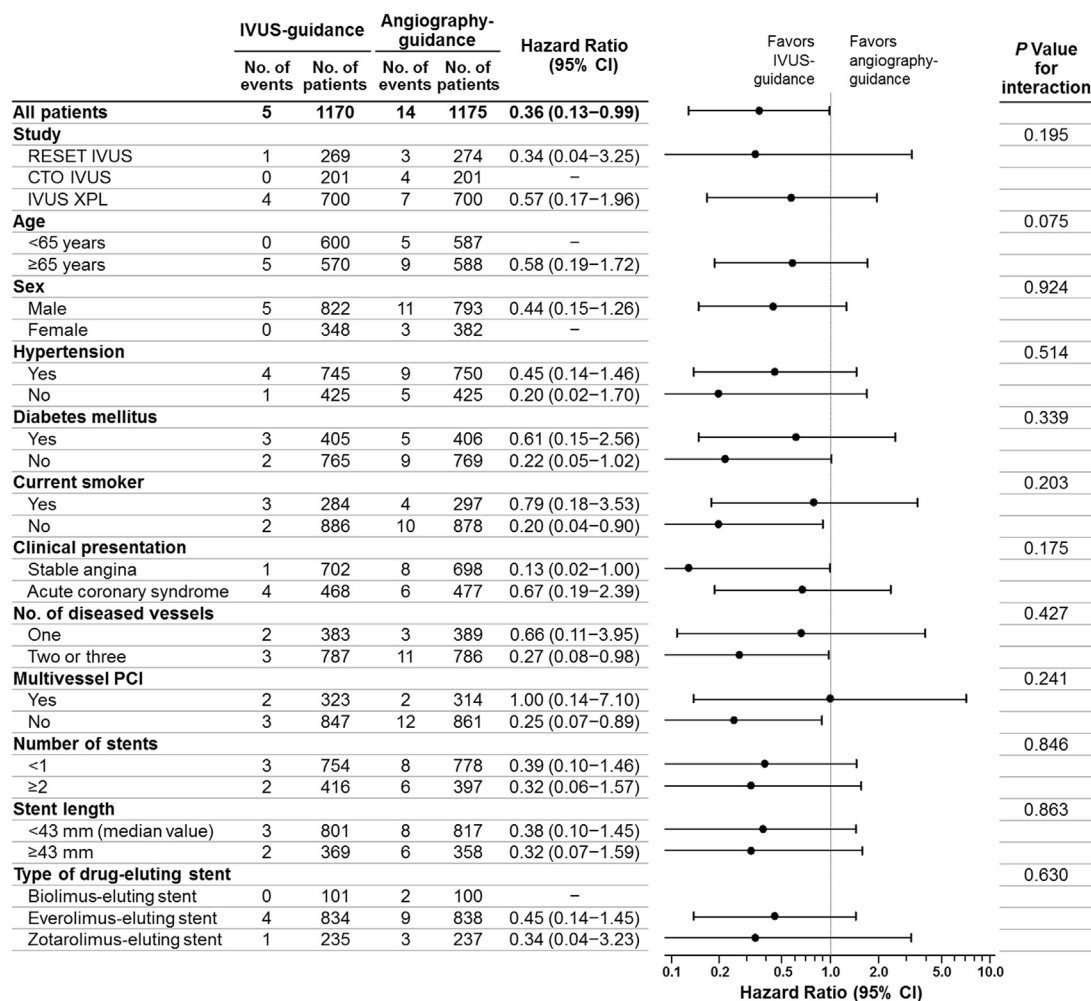 IVUS-guidance Angiography-guidance Hazard Ratio (95% CI) Favors IVUS-guidance Favors angiography-guidance P Value for interaction
No. of events No. of patients No. of events No. of patients
All patients 5 1170 14 1175 0.36 (0.13−0.99)
Study 0.195
RESET IVUS 1 269 3 274 0.34 (0.04−3.25)
CTO IVUS 0 201 4 201 −
IVUS XPL 4 700 7 700 0.57 (0.17−1.96)
Age 0.075
<65 years 0 600 5 587 −
≥65 years 5 570 9 588 0.58 (0.19−1.72)
Sex 0.924
Male 5 822 11 793 0.44 (0.15−1.26)
Female 0 348 3 382 −
Hypertension 0.514
Yes 4 745 9 750 0.45 (0.14−1.46)
No 1 425 5 425 0.20 (0.02−1.70)
Diabetes mellitus 0.339
Yes 3 405 5 406 0.61 (0.15−2.56)
No 2 765 9 769 0.22 (0.05−1.02)
Current smoker 0.203
Yes 3 284 4 297 0.79 (0.18−3.53)
No 2 886 10 878 0.20 (0.04−0.90)
Clinical presentation 0.175
Stable angina 1 702 8 698 0.13 (0.02−1.00)
Acute coronary syndrome 4 468 6 477 0.67 (0.19−2.39)
No. of diseased vessels 0.427
One 2 383 3 389 0.66 (0.11−3.95)
Two or three 3 787 11 786 0.27 (0.08−0.98)
Multivessel PCI 0.241
Yes 2 323 2 314 1.00 (0.14−7.10)
No 3 847 12 861 0.25 (0.07−0.89)
Number of stents 0.846
<1 3 754 8 778 0.39 (0.10−1.46)
≥2 2 416 6 397 0.32 (0.06−1.57)
Stent length 0.863
<43 mm (median value) 3 801 8 817 0.38 (0.10−1.45)
≥43 mm 2 369 6 358 0.32 (0.07−1.59)
Type of drug-eluting stent 0.630
Biolimus-eluting stent 0 101 2 100 −
Everolimus-eluting stent 4 834 9 838 0.45 (0.14−1.45)
Zotarolimus-eluting stent 1 235 3 237 0.34 (0.04−3.23)
0.1 0.2 0.5 1.0 2.0 5.0 10.0
Hazard Ratio (95% CI)